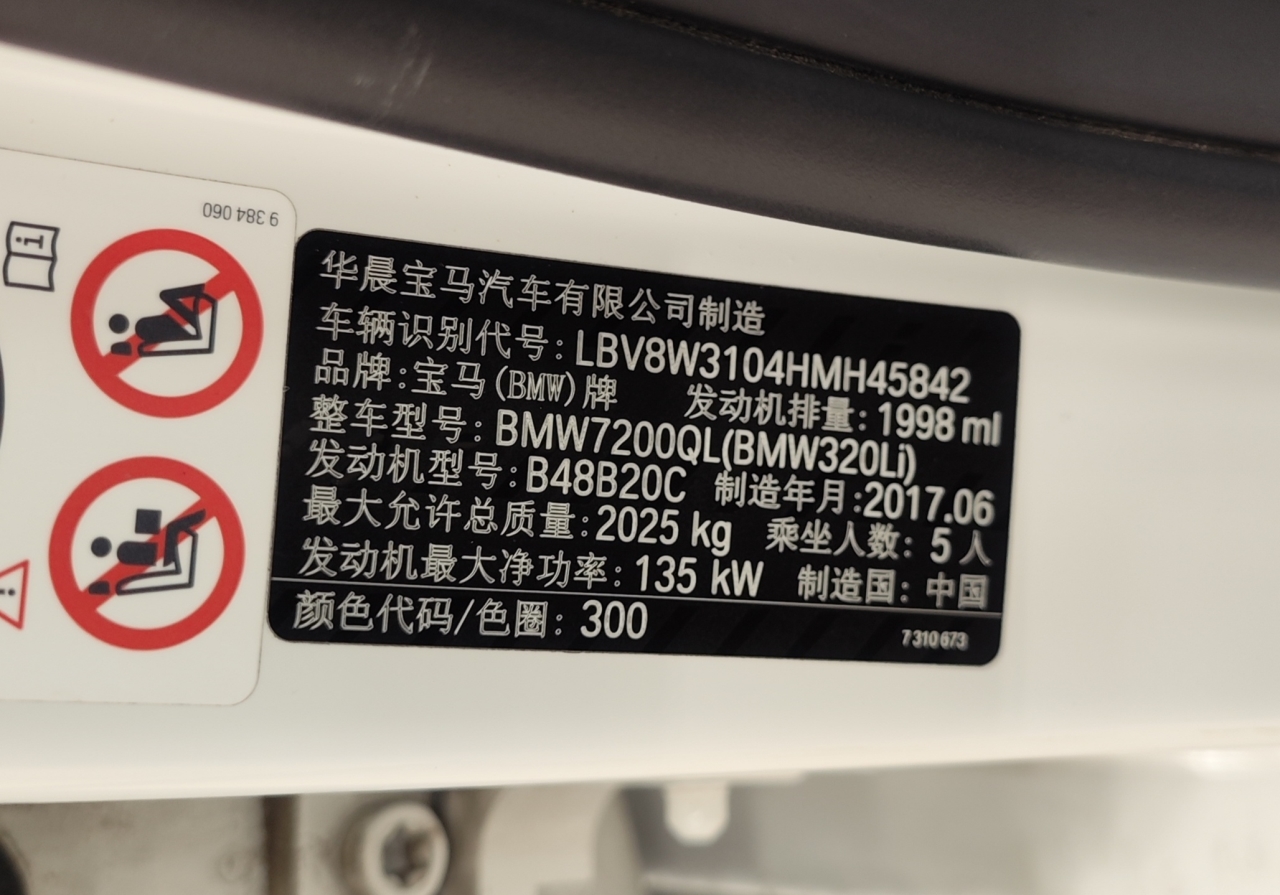 9 384 060
华晨宝马汽车有限公司制造
车辆识别代号: LBV8W3104HMH45842
品牌: 宝马(BMW)牌 发动机排量: 1998 ml
整车型号: BMW7200QL(BMW320Li)
发动机型号: B48B20C 制造年月:2017.06
最大允许总质量: 2025 kg 乘坐人数: 5 人
发动机最大净功率: 135 kW 制造国: 中国
颜色代码/色圈: 300
7 310 673